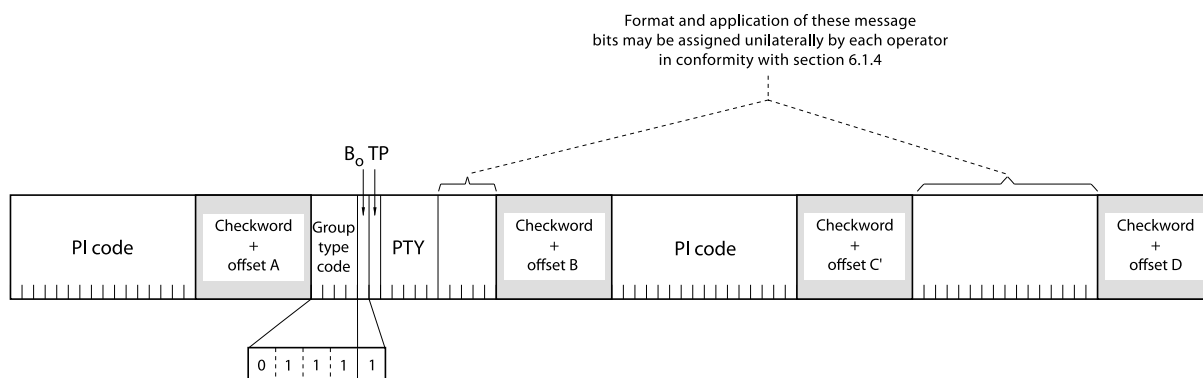 Format and application of these message
bits may be assigned unilaterally by each operator
in conformity with section 6.1.4
Bo TP
PI code
Checkword
+
offset A
Group
type
code
PTY
Checkword
+
offset B
PI code
Checkword
+
offset C'
Checkword
+
offset D
0 1 1 1 1